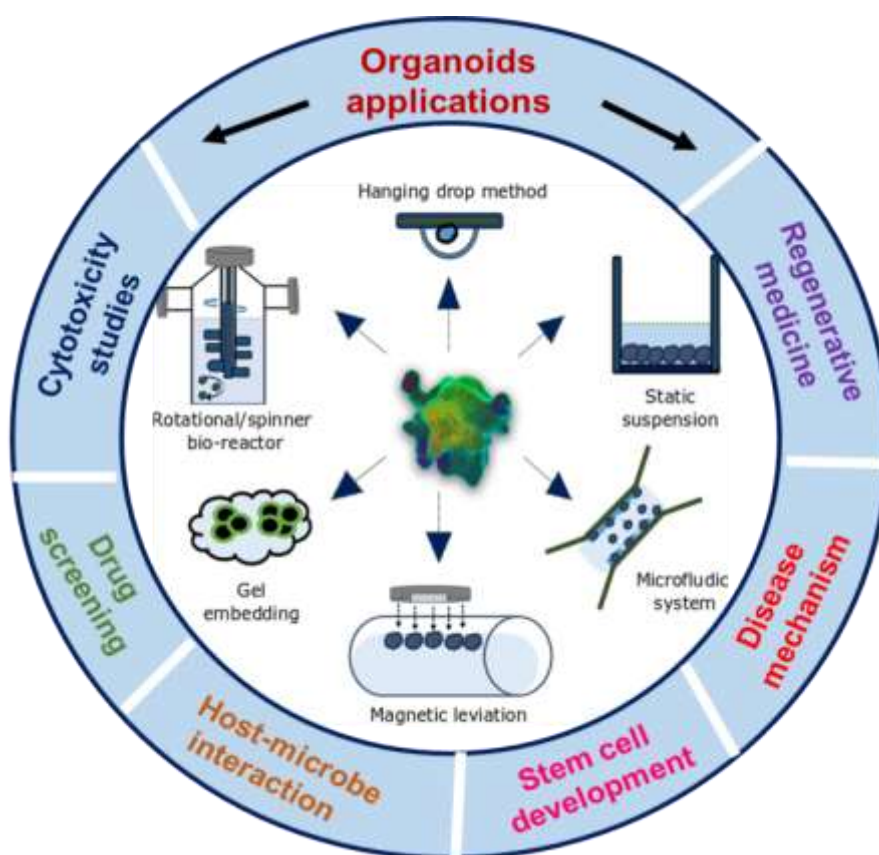 Organoids
applications
Hanging drop method
Cytotoxicity
studies
Regenerative
medicine
Rotational/spinner
bio-reactor
Static
suspension
Drug
screening
Gel
embedding
Microfludic
system
Disease
mechanism
Magnetic leviation
Host-microbe
interaction
Stem cell
development